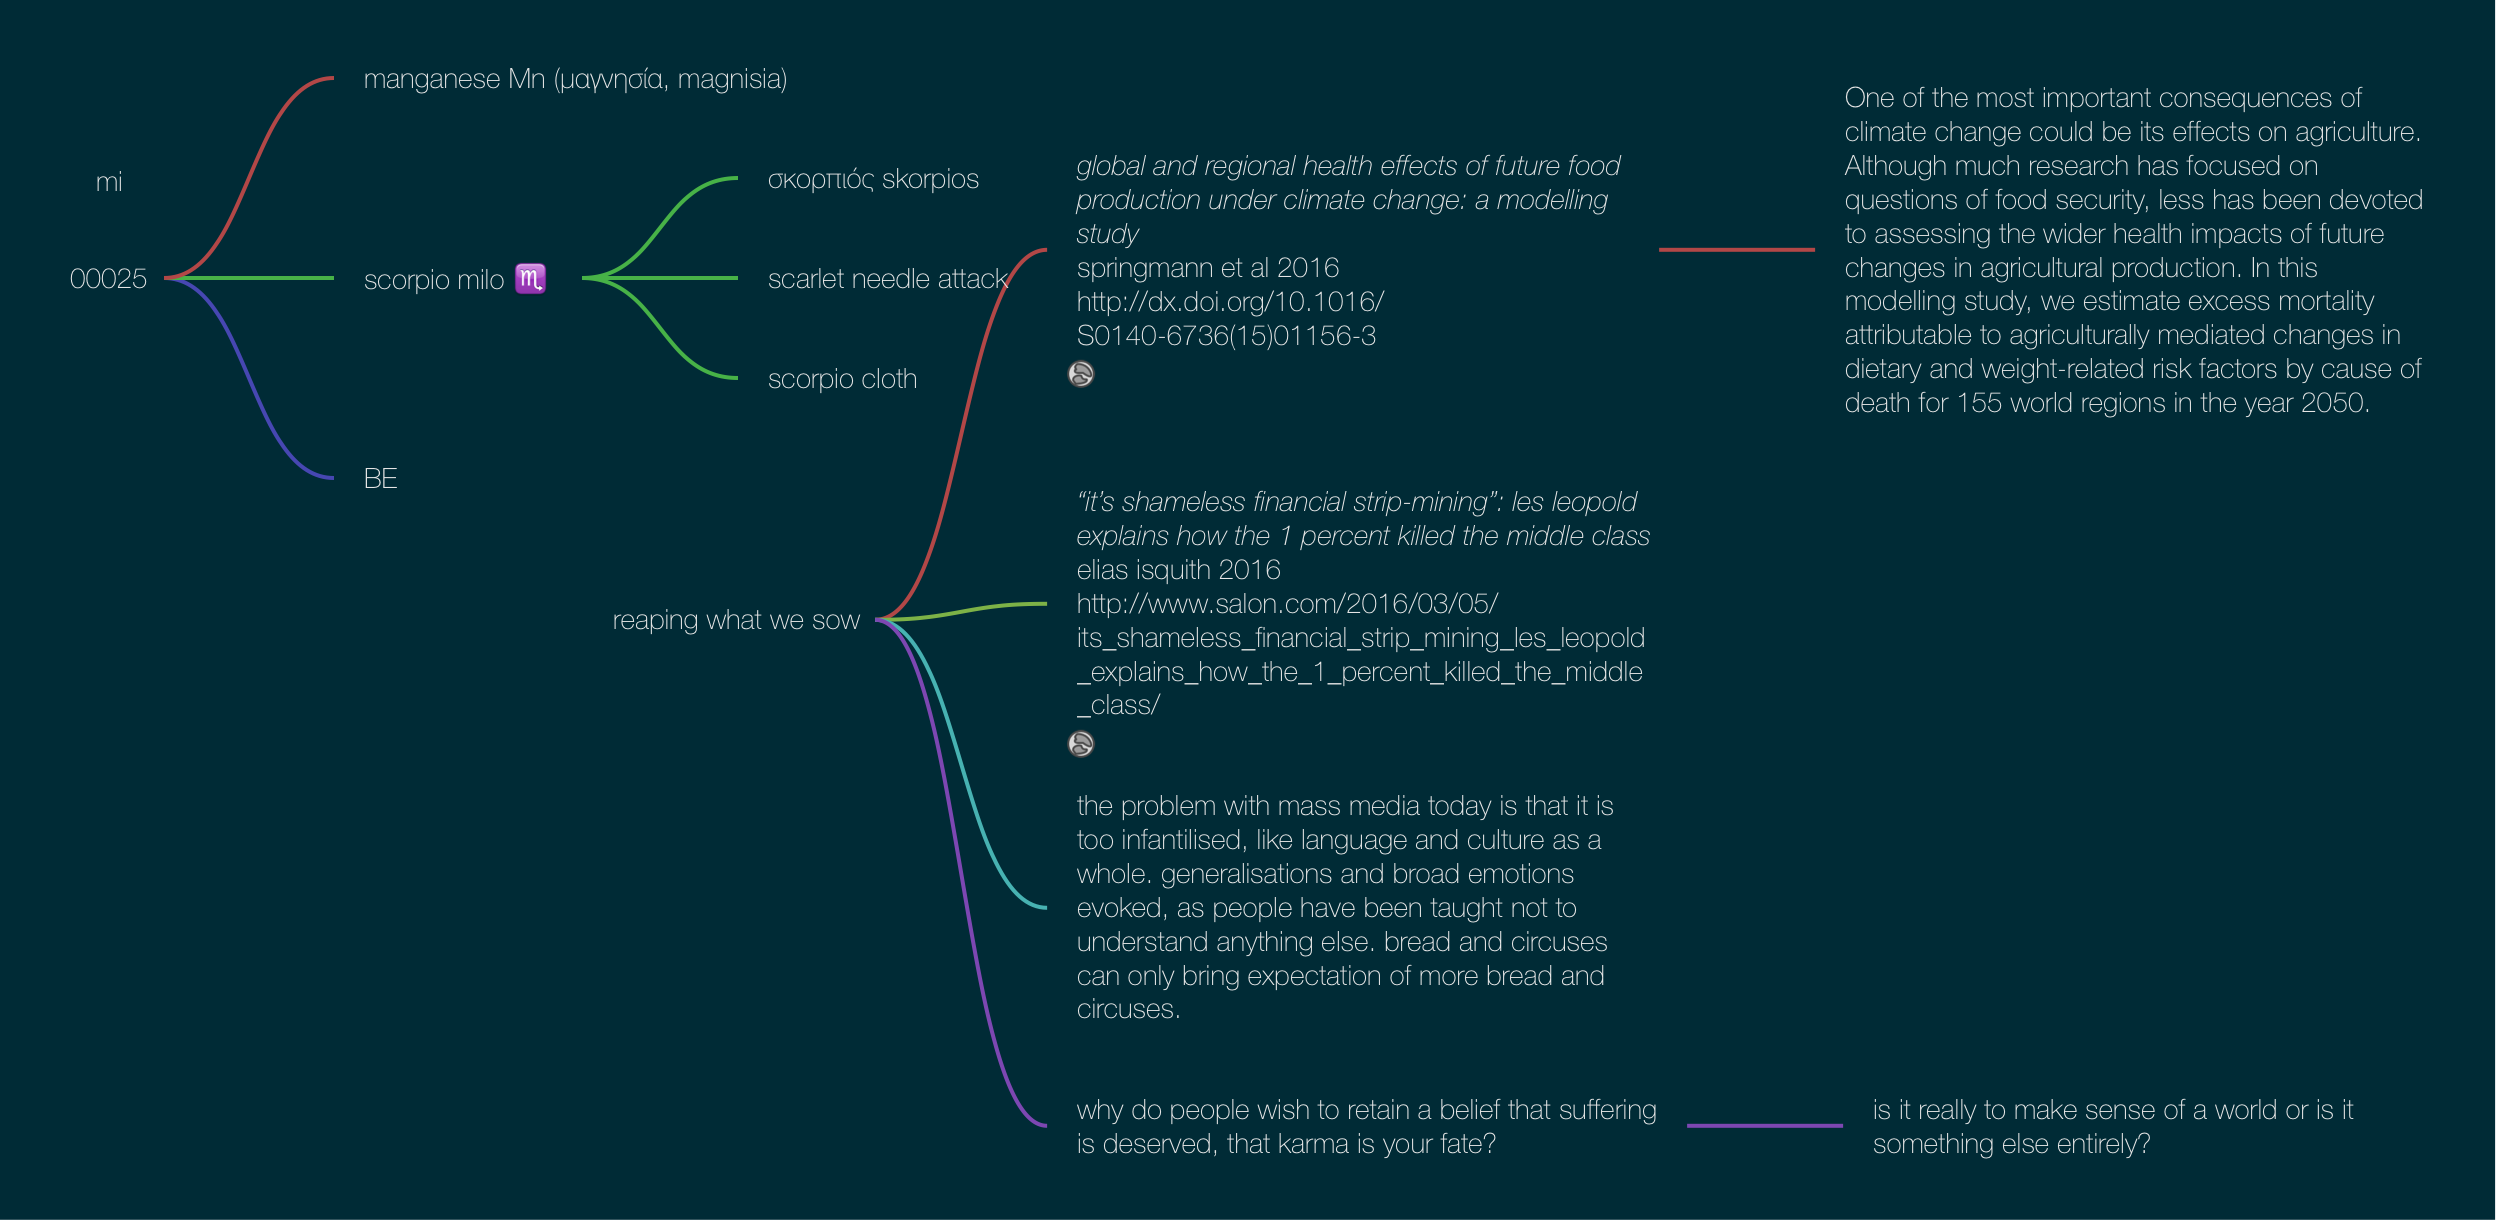 manganese Mn (μαγνησία, magnisia)
mi
00025
scorpio milo ♏
σκορπιός skorpios
scarlet needle attack
scorpio cloth
BE
reaping what we sow
global and regional health effects of future food
production under climate change: a modelling
study
springmann et al 2016
http://dx.doi.org/10.1016/
S0140-6736(15)01156-3
One of the most important consequences of
climate change could be its effects on agriculture.
Although much research has focused on
questions of food security, less has been devoted
to assessing the wider health impacts of future
changes in agricultural production. In this
modelling study, we estimate excess mortality
attributable to agriculturally mediated changes in
dietary and weight-related risk factors by cause of
death for 155 world regions in the year 2050.
“it’s shameless financial strip-mining”: les leopold
explains how the 1 percent killed the middle class
elias isquith 2016
http://www.salon.com/2016/03/05/
its_shameless_financial_strip_mining_les_leopold
_explains_how_the_1_percent_killed_the_middle
_class/
the problem with mass media today is that it is
too infantilised, like language and culture as a
whole. generalisations and broad emotions
evoked, as people have been taught not to
understand anything else. bread and circuses
can only bring expectation of more bread and
circuses.
why do people wish to retain a belief that suffering
is deserved, that karma is your fate?
is it really to make sense of a world or is it
something else entirely?